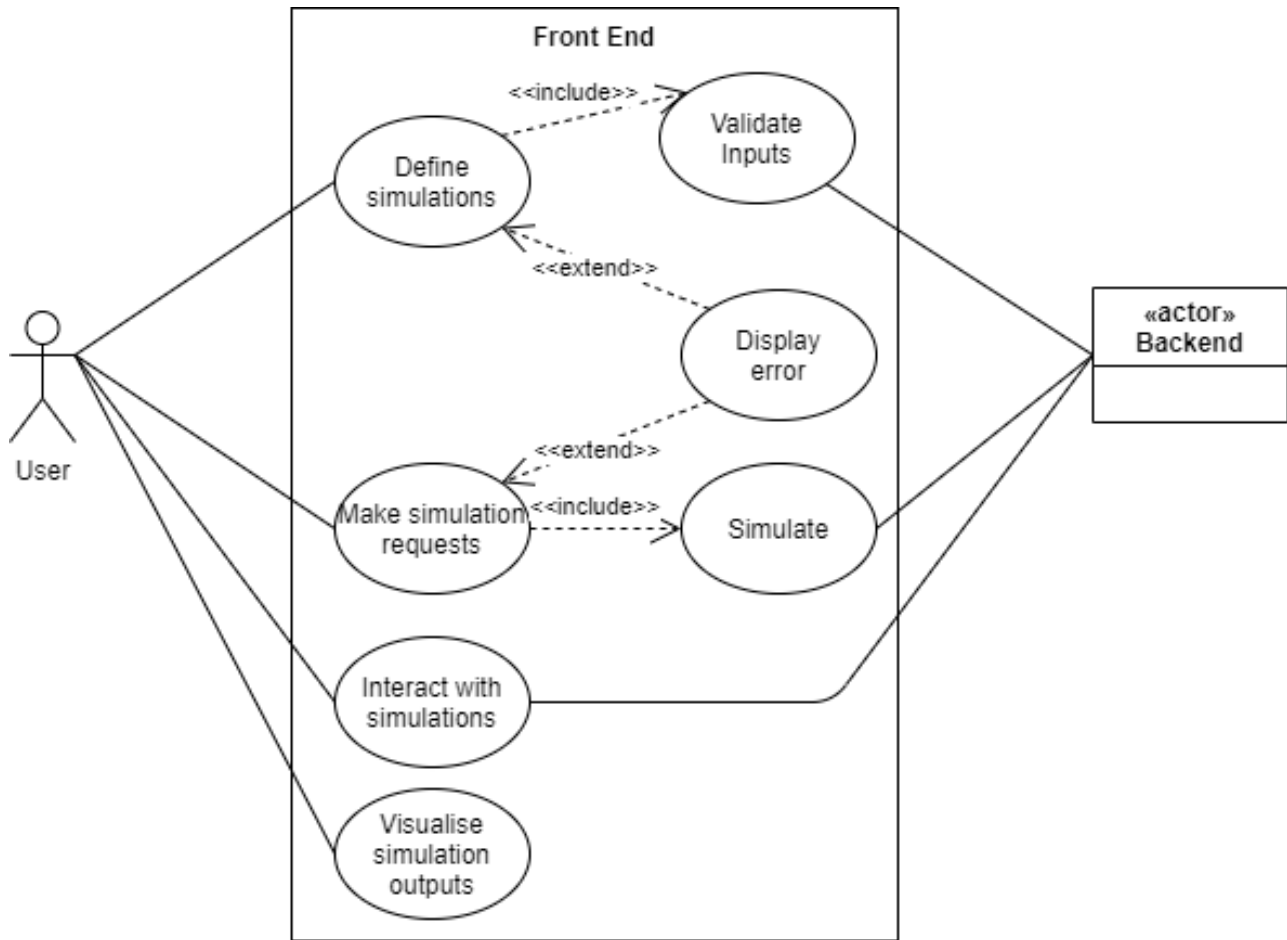 Front End
<<include>>
Validate
Inputs
Define
simulations
<<extend>>
«actor»
Backend
Display
error
User
<<extend>>
Make simulation
requests
<<include>>
Simulate
Interact with
simulations
Visualise
simulation
outputs